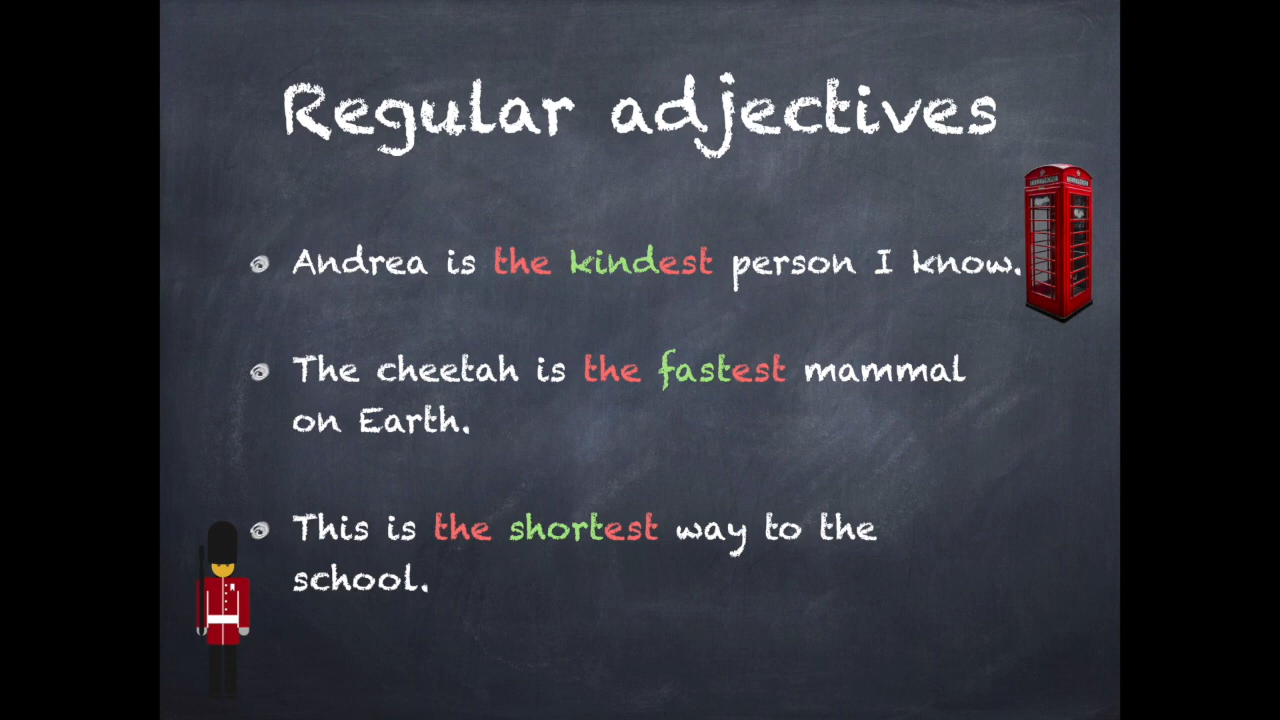 Regular adjectives
Andrea is the kindest person I know.
The cheetah is the fastest mammal
on Earth.
This is the shortest way to the
school.